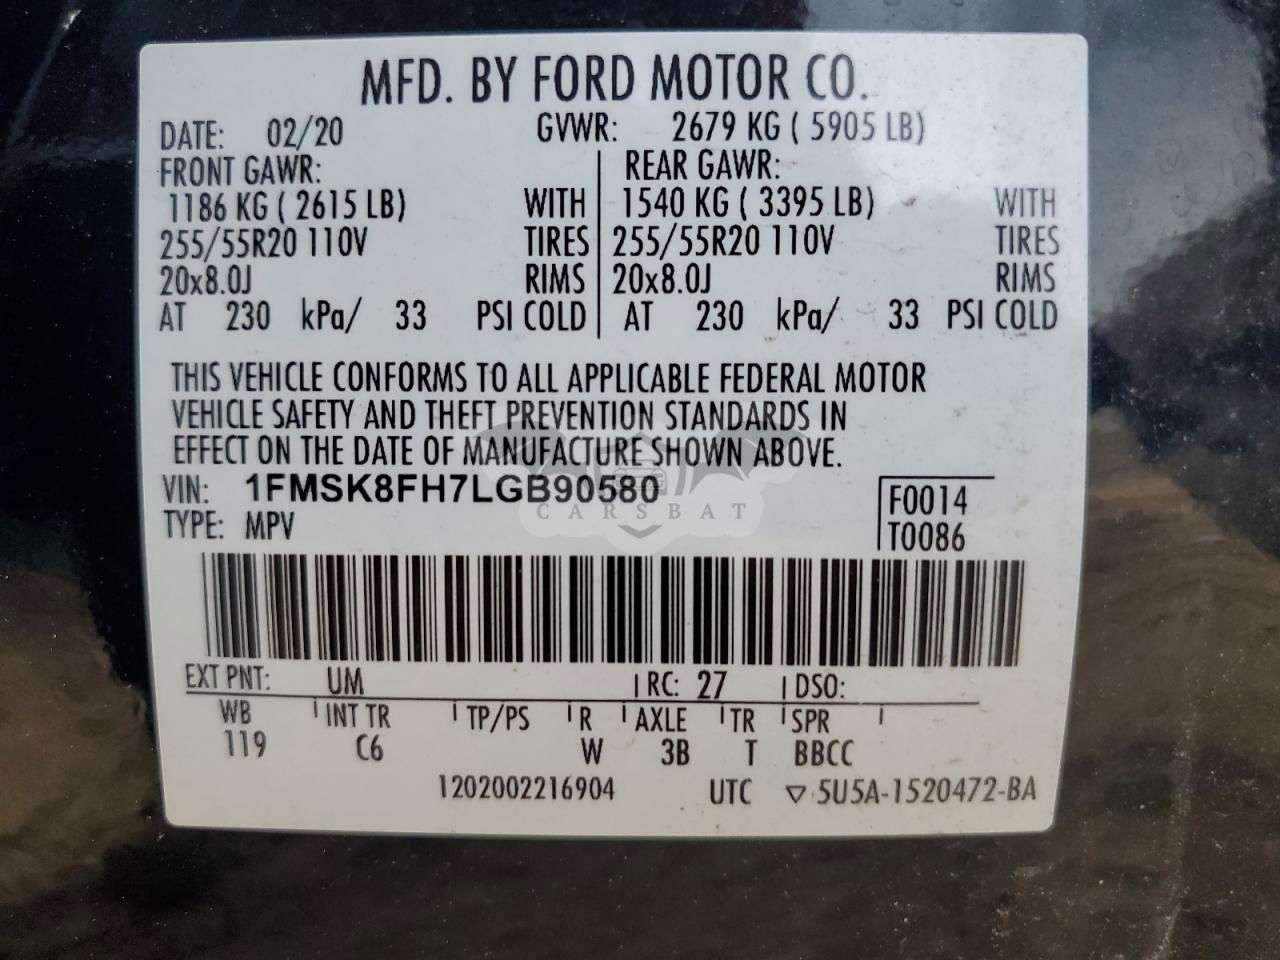 MFD. BY FORD MOTOR CO.
DATE: 02/20 GVWR: 2679 KG ( 5905 LB)
FRONT GAWR: REAR GAWR:
1186 KG ( 2615 LB) WITH 1540 KG ( 3395 LB) WITH
255/55R20 110V TIRES 255/55R20 110V TIRES
20x8.0J RIMS 20x8.0J RIMS
AT 230 kPa/ 33 PSI COLD AT 230 kPa/ 33 PSI COLD
THIS VEHICLE CONFORMS TO ALL APPLICABLE FEDERAL MOTOR
VEHICLE SAFETY AND THEFT PREVENTION STANDARDS IN
EFFECT ON THE DATE OF MANUFACTURE SHOWN ABOVE.
VIN: 1FMSK8FH7LGB90580 F0014
CARSBAT
TYPE: MPV T0086
EXT PNT: UM RC: 27 DSO:
WB INT TR TP/PS R AXLE TR SPR
119 C6 W 3B T BBCC
1202002216904 UTC ▽ 5U5A-1520472-BA